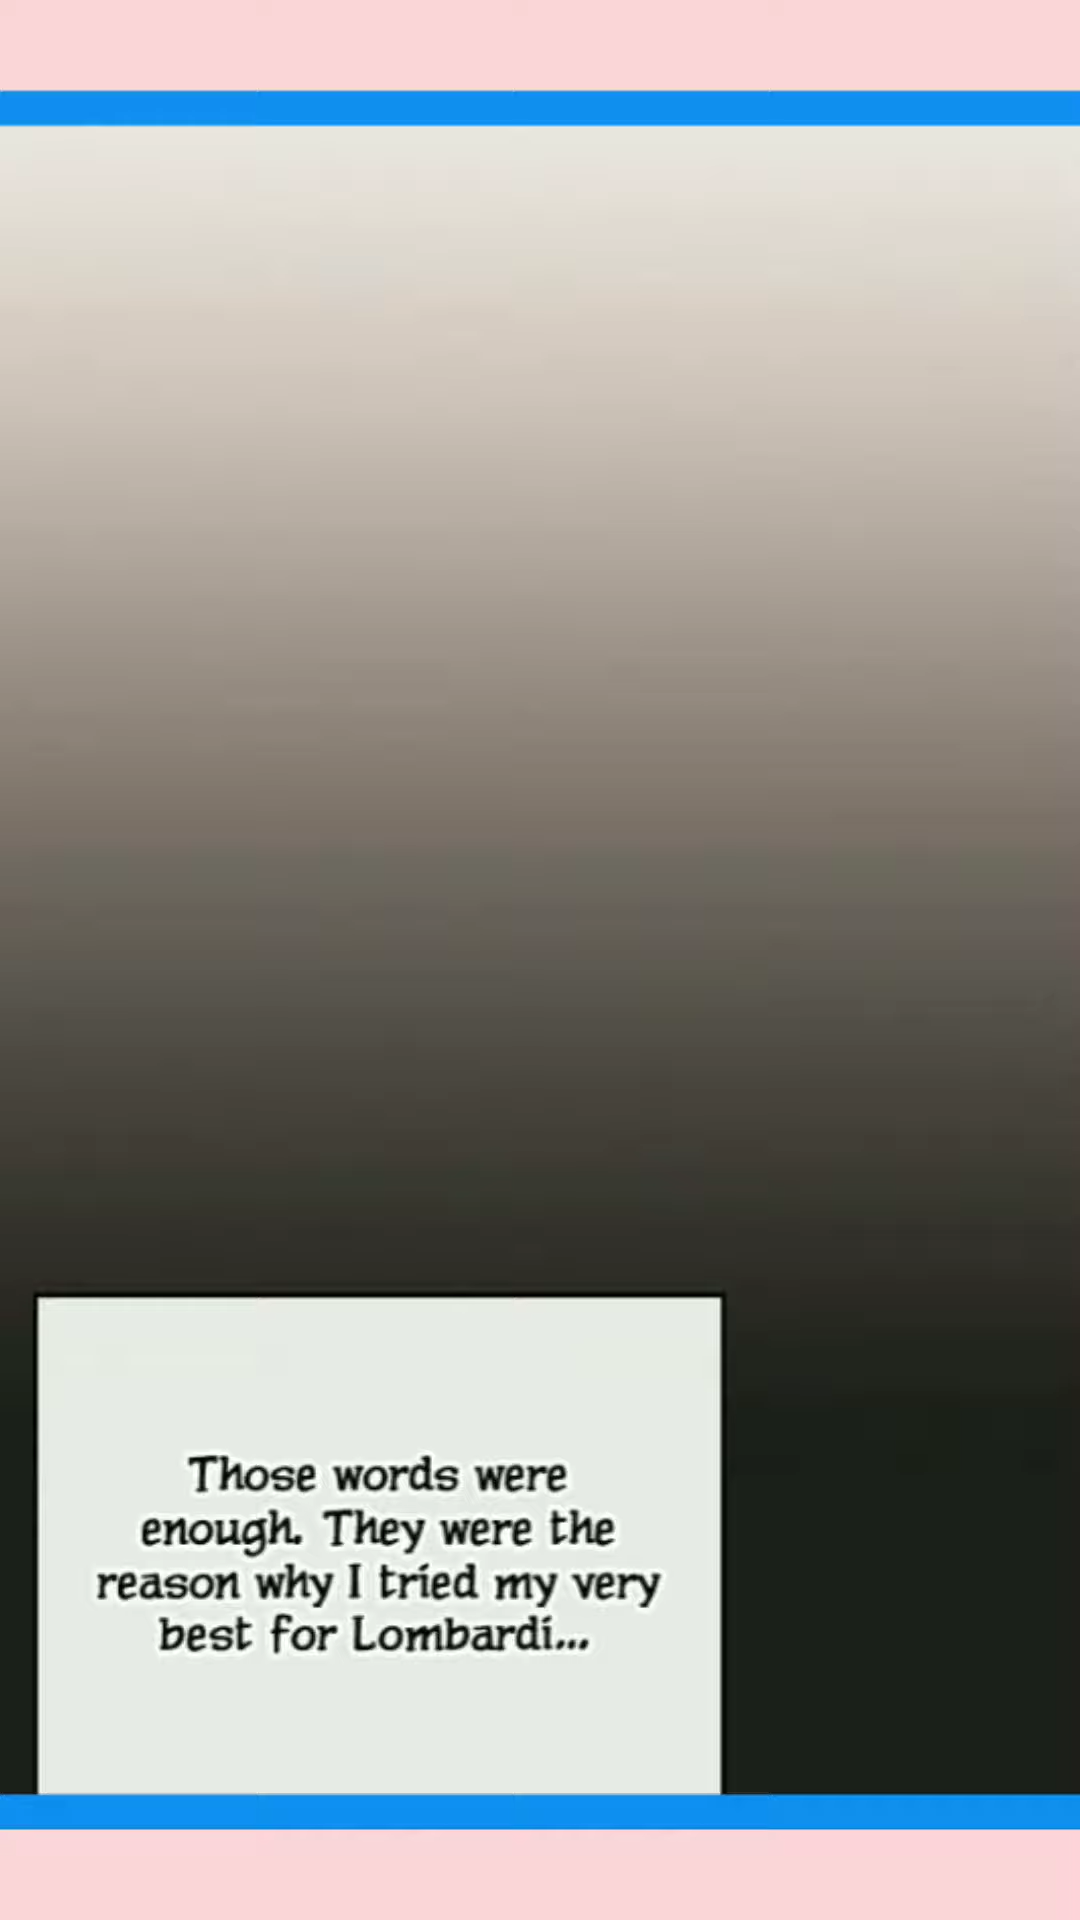 Those words were
enough. They were the
reason why I tried my very
best for Lombardi...